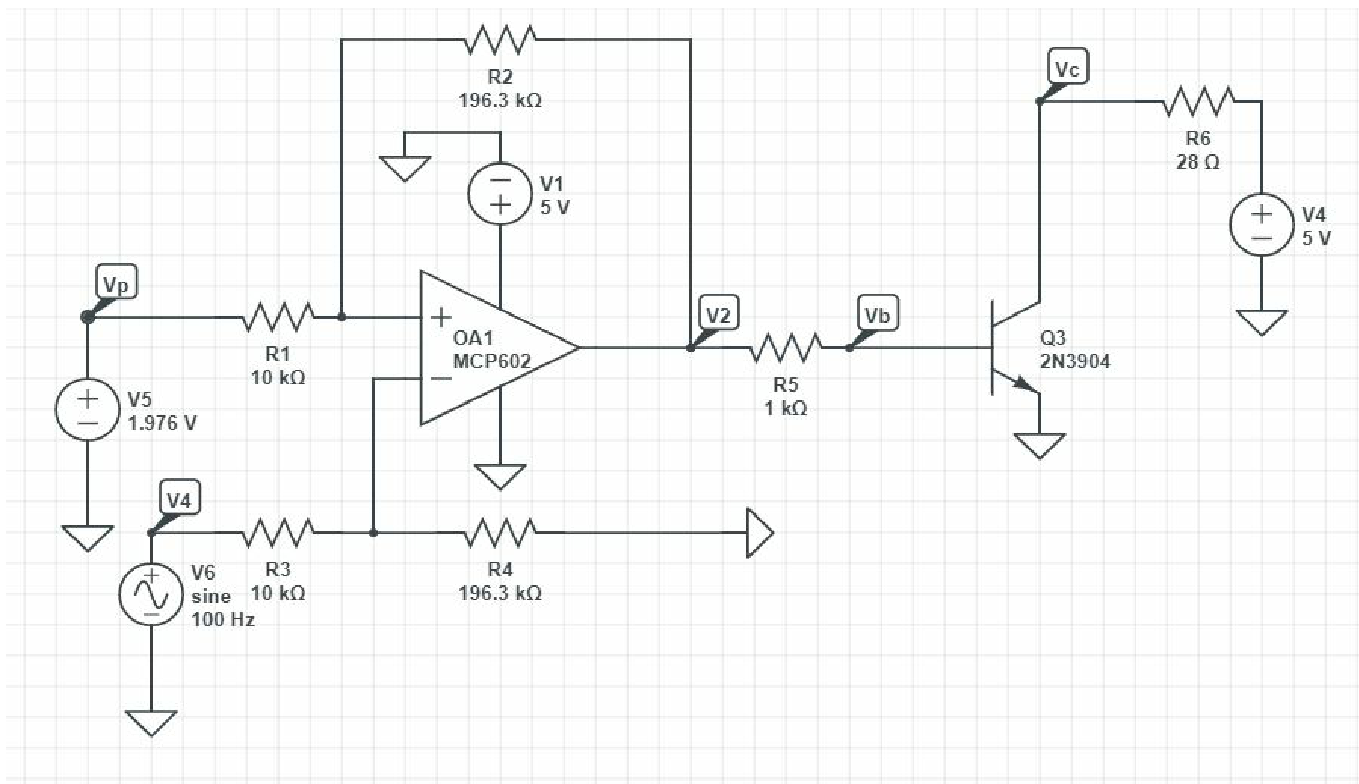 R2
196.3 kΩ
Vc
R6
28 Ω
V1
5 V
V4
5 V
Vp
R1
10 kΩ
OA1
MCP602
V2
Vb
R5
1 kΩ
Q3
2N3904
V5
1.976 V
V4
V6
sine
100 Hz
R3
10 kΩ
R4
196.3 kΩ